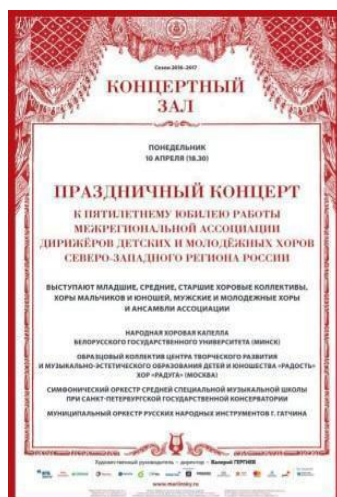 Сезон 2016–2017
КОНЦЕРТНЫЙ
ЗАЛ
ПОНЕДЕЛЬНИК
10 АПРЕЛЯ (18.30)
ПРАЗДНИЧНЫЙ КОНЦЕРТ
К ПЯТИЛЕТНЕМУ ЮБИЛЕЮ РАБОТЫ
МЕЖРЕГИОНАЛЬНОЙ АССОЦИАЦИИ
ДИРИЖЁРОВ ДЕТСКИХ И МОЛОДЁЖНЫХ ХОРОВ
СЕВЕРО-ЗАПАДНОГО РЕГИОНА РОССИИ
ВЫСТУПАЮТ МЛАДШИЕ, СРЕДНИЕ, СТАРШИЕ ХОРОВЫЕ КОЛЛЕКТИВЫ,
ХОРЫ МАЛЬЧИКОВ И ЮНОШЕЙ, МУЖСКИЕ И МОЛОДЕЖНЫЕ ХОРЫ
И АНСАМБЛИ АССОЦИАЦИИ
НАРОДНАЯ ХОРОВАЯ КАПЕЛЛА
БЕЛОРУССКОГО ГОСУДАРСТВЕННОГО УНИВЕРСИТЕТА (МИНСК)
ОБРАЗЦОВЫЙ КОЛЛЕКТИВ ЦЕНТРА ТВОРЧЕСКОГО РАЗВИТИЯ
И МУЗЫКАЛЬНО-ЭСТЕТИЧЕСКОГО ОБРАЗОВАНИЯ ДЕТЕЙ И ЮНОШЕСТВА «РАДОСТЬ»
ХОР «РАДУГА» (МОСКВА)
СИМФОНИЧЕСКИЙ ОРКЕСТР СРЕДНЕЙ СПЕЦИАЛЬНОЙ МУЗЫКАЛЬНОЙ ШКОЛЫ
ПРИ САНКТ-ПЕТЕРБУРГСКОЙ ГОСУДАРСТВЕННОЙ КОНСЕРВАТОРИИ
МУНИЦИПАЛЬНЫЙ ОРКЕСТР РУССКИХ НАРОДНЫХ ИНСТРУМЕНТОВ Г. ГАТЧИНА
Художественный руководитель – директор – Валерий ГЕРГИЕВ
www.mariinsky.ru